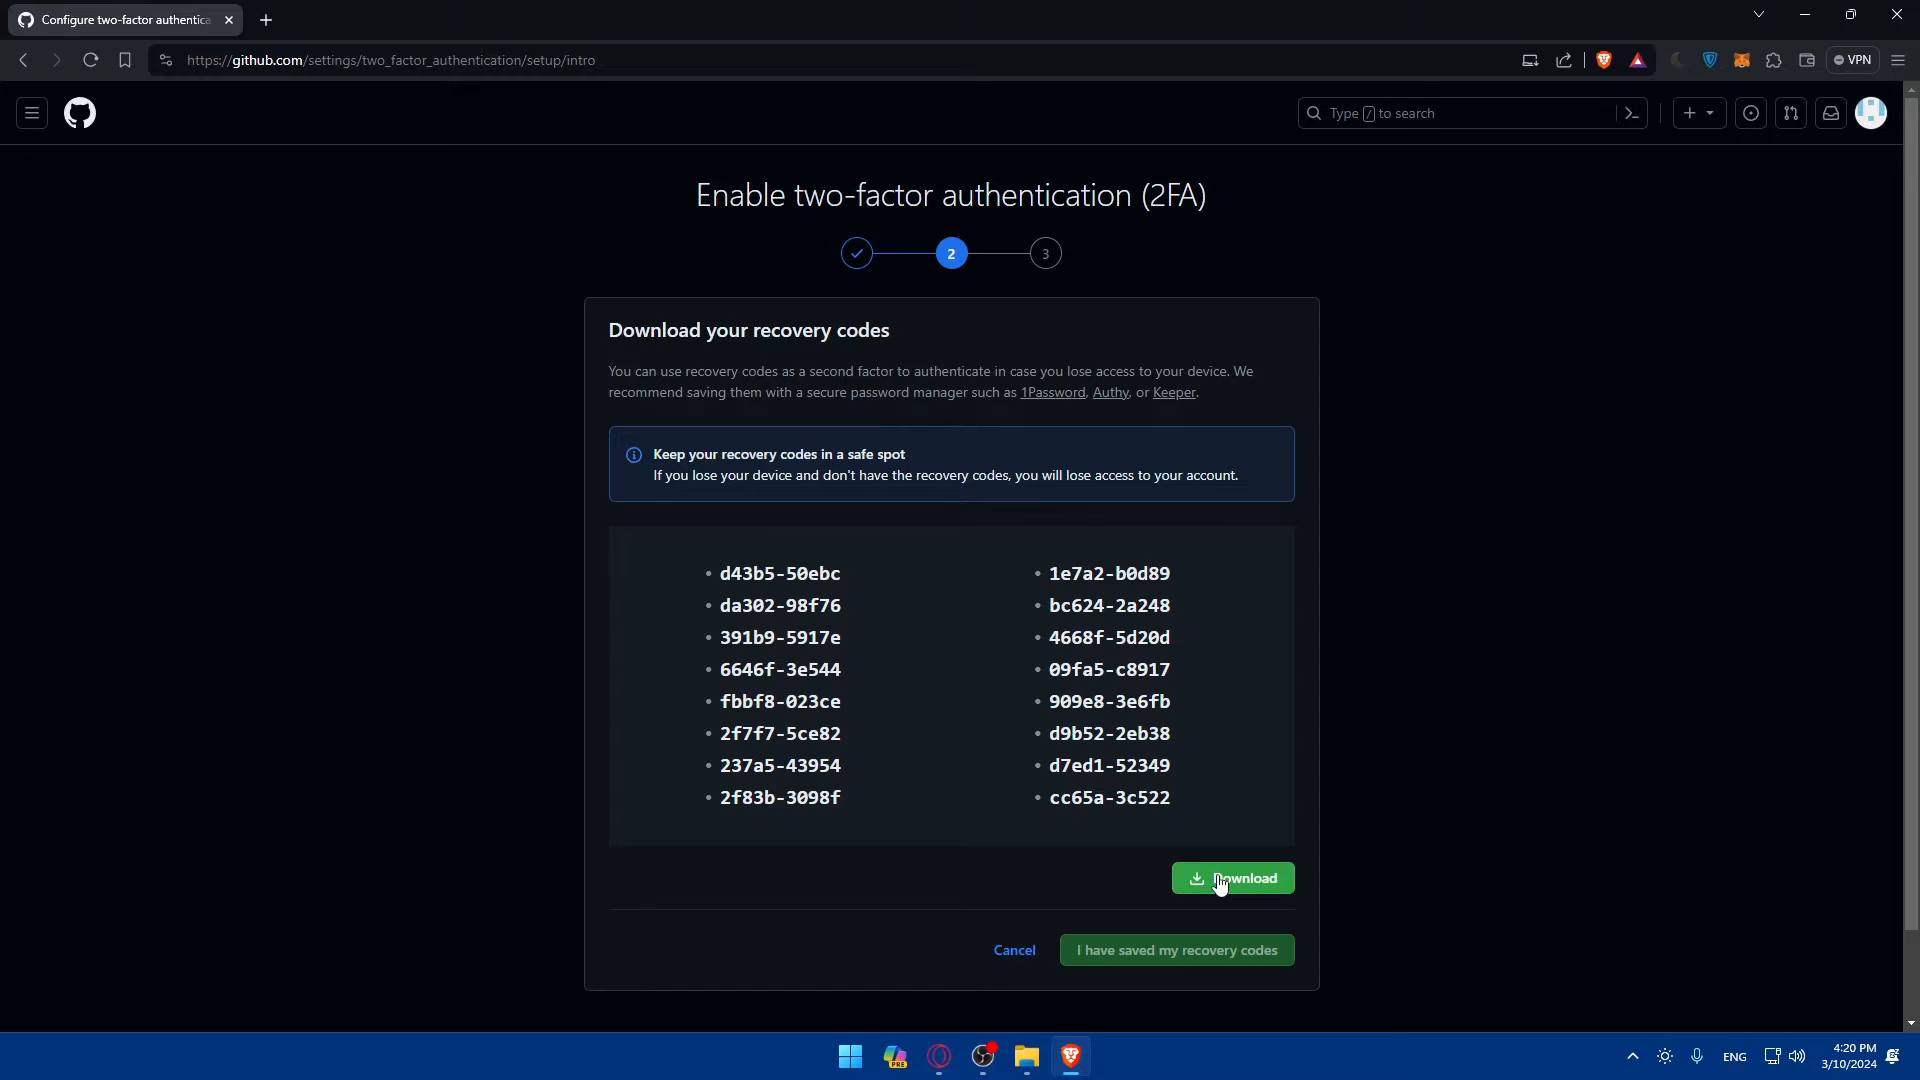 Configure two-factor authentica
https://github.com/settings/two_factor_authentication/setup/intro
VPN
Type / to search
Enable two-factor authentication (2FA)
2
3
Download your recovery codes
You can use recovery codes as a second factor to authenticate in case you lose access to your device. We
recommend saving them with a secure password manager such as 1Password, Authy, or Keeper.
Keep your recovery codes in a safe spot
If you lose your device and don't have the recovery codes, you will lose access to your account.
d43b5-50ebc
1e7a2-b0d89
da302-98f76
bc624-2a248
391b9-5917e
4668f-5d20d
6646f-3e544
09fa5-c8917
fbbf8-023ce
909e8-3e6fb
2f7f7-5ce82
d9b52-2eb38
237a5-43954
d7ed1-52349
2f83b-3098f
cc65a-3c522
Download
Cancel
I have saved my recovery codes
PRE
ENG
4:20 PM
3/10/2024